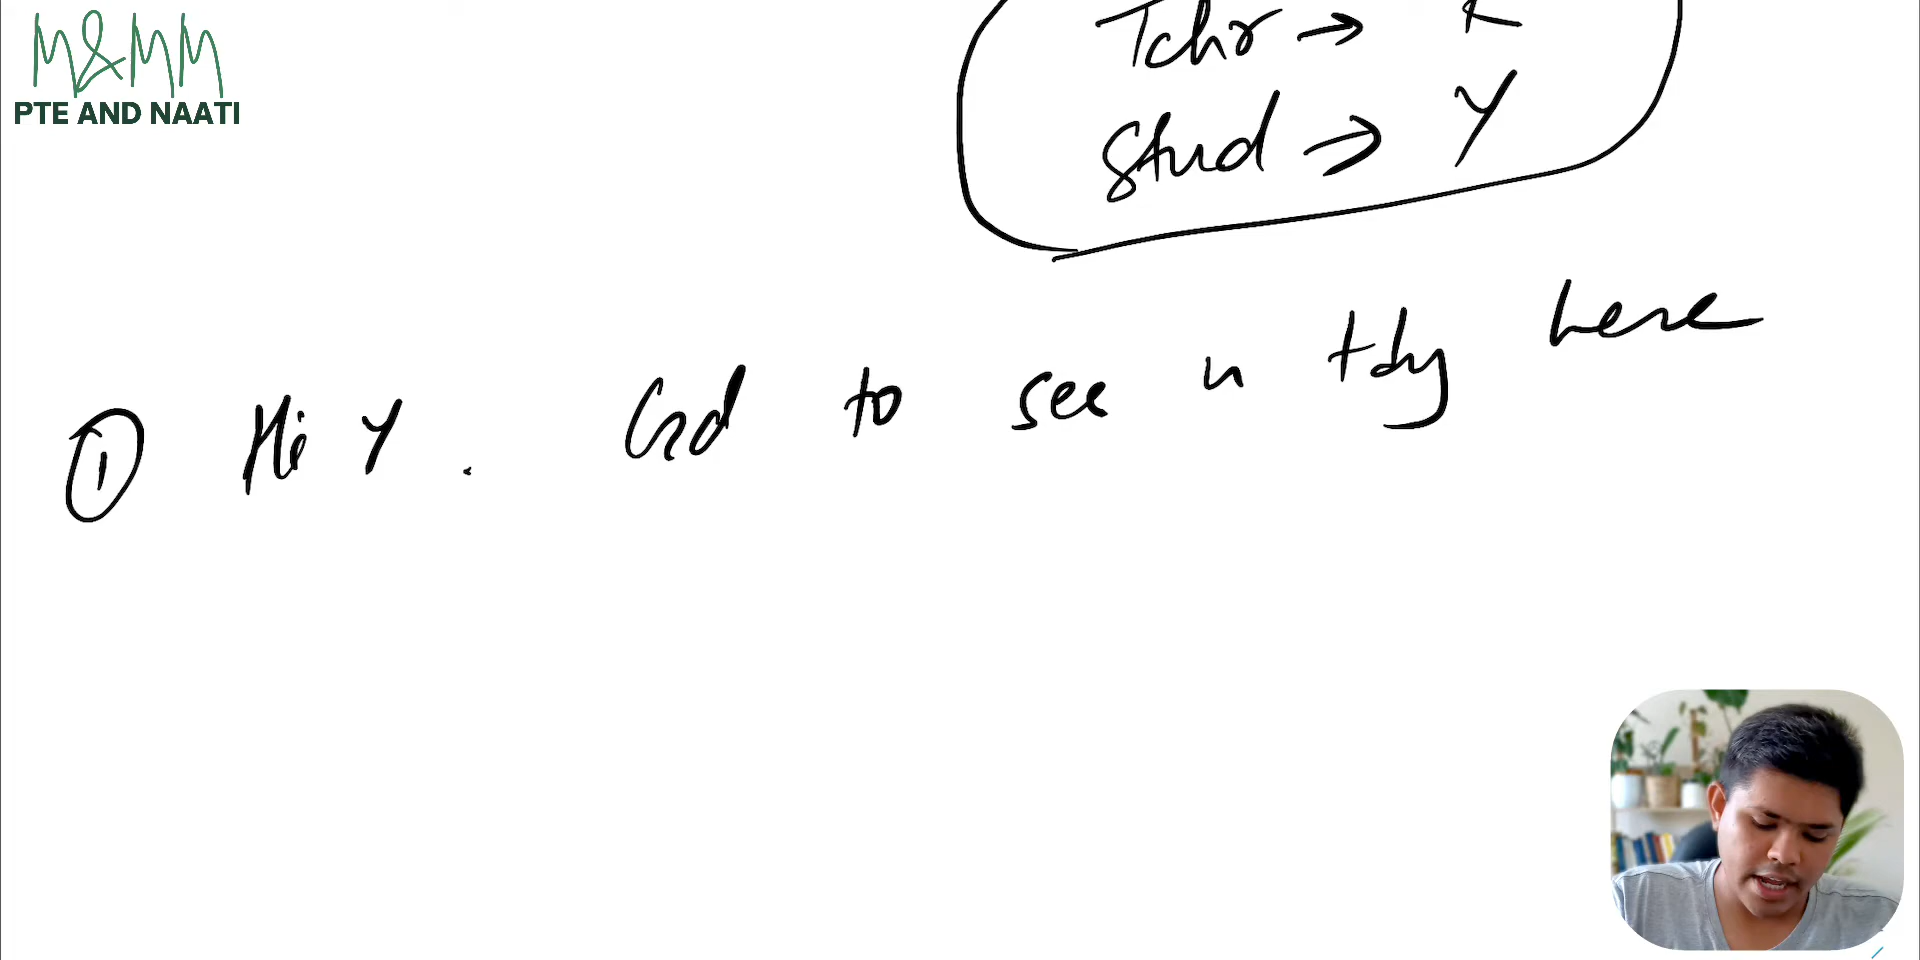 M&MM
PTE AND NAATI
Tchr →
Stud → Y
① Hi Y. Gd to see u tdy here